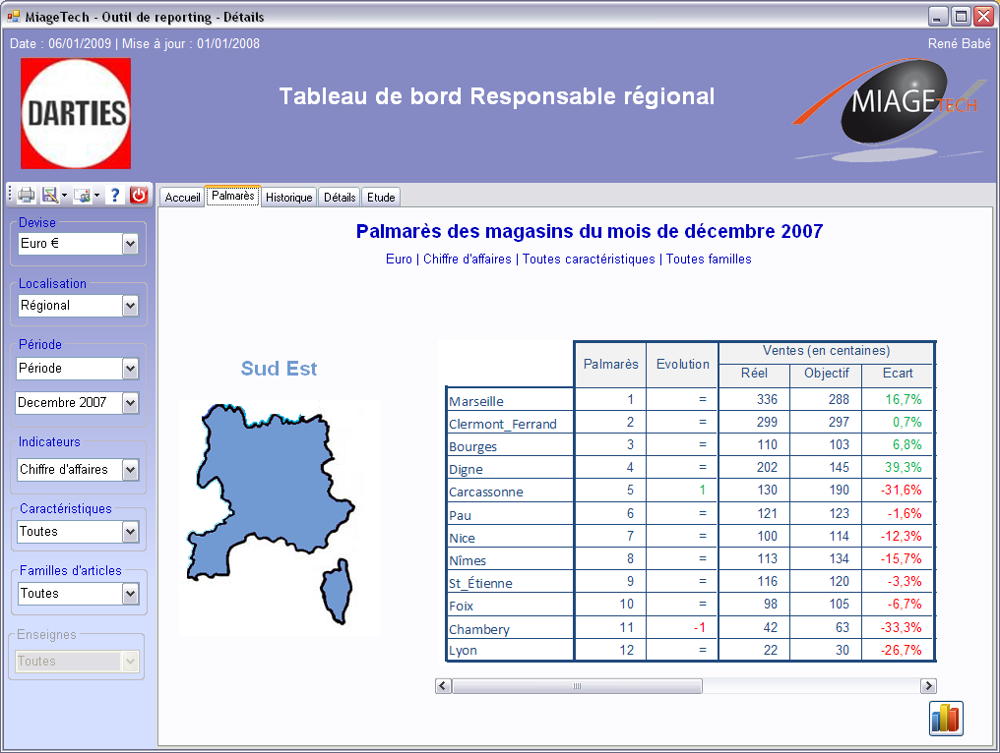 MiageTech - Outil de reporting - Détails
Date : 06/01/2009 | Mise à jour : 01/01/2008
René Babé
DARTIES
Tableau de bord Responsable régional
MIAGE TECH
Accueil Palmarès Historique Détails Etude
Devise
Euro €
Localisation
Régional
Période
Période
Decembre 2007
Indicateurs
Chiffre d'affaires
Caractéristiques
Toutes
Familles d'articles
Toutes
Enseignes
Toutes
Palmarès des magasins du mois de décembre 2007
Euro | Chiffre d'affaires | Toutes caractéristiques | Toutes familles
Sud Est
Palmarès Evolution Ventes (en centaines)
Réel Objectif Ecart
Marseille 1 = 336 288 16,7%
Clermont_Ferrand 2 = 299 297 0,7%
Bourges 3 = 110 103 6,8%
Digne 4 = 202 145 39,3%
Carcassonne 5 1 130 190 -31,6%
Pau 6 = 121 123 -1,6%
Nice 7 = 100 114 -12,3%
Nîmes 8 = 113 134 -15,7%
St_Étienne 9 = 116 120 -3,3%
Foix 10 = 98 105 -6,7%
Chambery 11 -1 42 63 -33,3%
Lyon 12 = 22 30 -26,7%